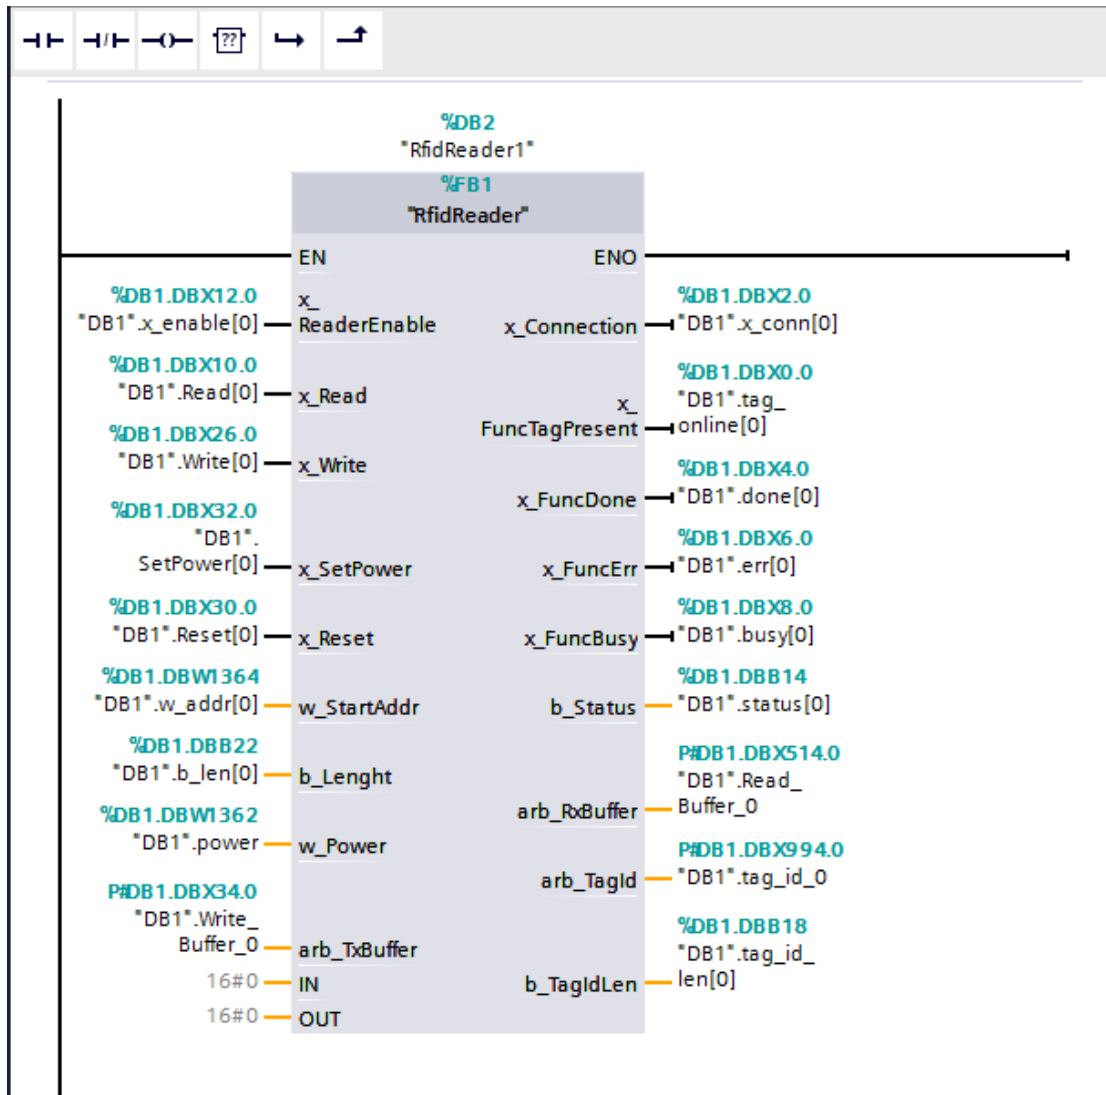 ??
%DB2
"RfidReader1"
%FB1
"RfidReader"
EN
ENO
%DB1.DBX12.0
"DB1".x_enable[0]
x_
ReaderEnable
%DB1.DBX10.0
"DB1".Read[0]
x_Read
%DB1.DBX26.0
"DB1".Write[0]
x_Write
%DB1.DBX32.0
"DB1".
SetPower[0]
x_SetPower
%DB1.DBX30.0
"DB1".Reset[0]
x_Reset
%DB1.DBW1364
"DB1".w_addr[0]
w_StartAddr
%DB1.DBB22
"DB1".b_len[0]
b_Lenght
%DB1.DBW1362
"DB1".power
w_Power
P#DB1.DBX34.0
"DB1".Write_
Buffer_0
arb_TxBuffer
16#0
IN
16#0
OUT
x_Connection
%DB1.DBX2.0
"DB1".x_conn[0]
x_
FuncTagPresent
%DB1.DBX0.0
"DB1".tag_
online[0]
x_FuncDone
%DB1.DBX4.0
"DB1".done[0]
x_FuncErr
%DB1.DBX6.0
"DB1".err[0]
x_FuncBusy
%DB1.DBX8.0
"DB1".busy[0]
b_Status
%DB1.DBB14
"DB1".status[0]
arb_RxBuffer
P#DB1.DBX514.0
"DB1".Read_
Buffer_0
arb_TagId
P#DB1.DBX994.0
"DB1".tag_id_0
b_TagIdLen
%DB1.DBB18
"DB1".tag_id_
len[0]